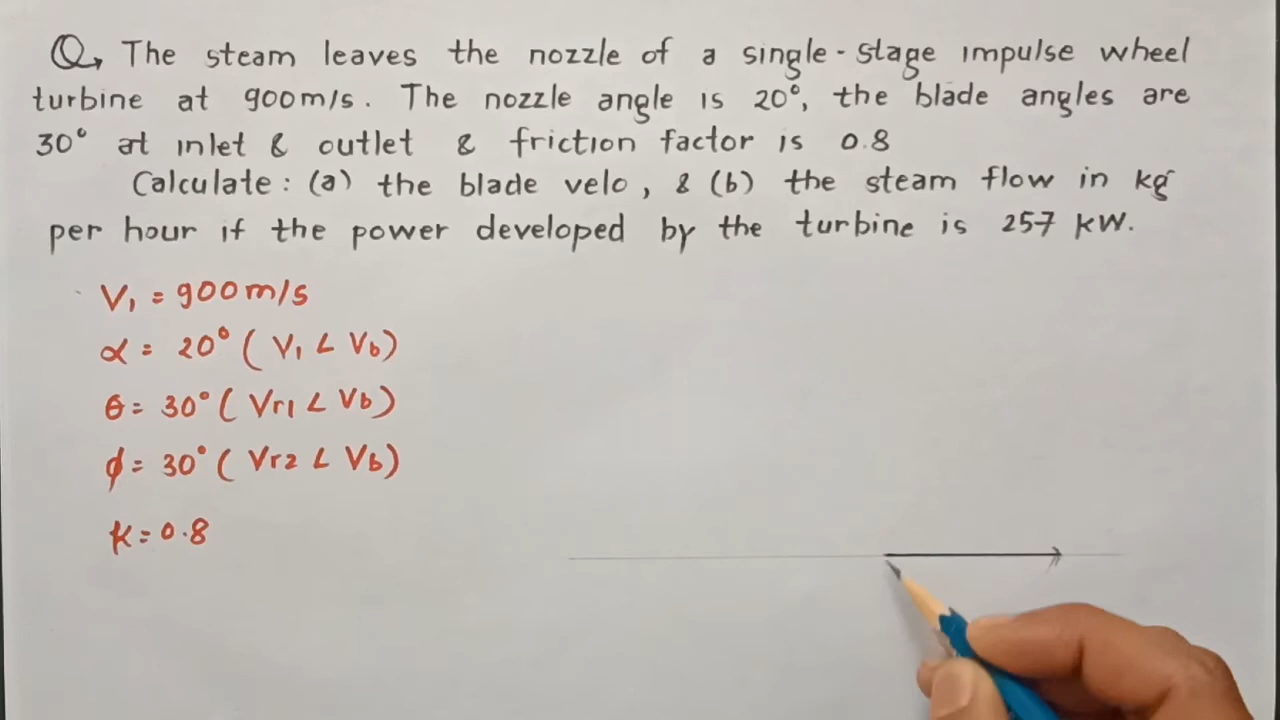 Q, The steam leaves the nozzle of a single-stage impulse wheel
turbine at 900m/s. The nozzle angle is 20°, the blade angles are
30° at inlet & outlet & friction factor is 0.8
Calculate: (a) the blade velo, & (b) the steam flow in kg
per hour if the power developed by the turbine is 257 kW.
V₁ = 900m/s
α = 20° (V₁ ∠ Vb)
θ = 30° (Vr1 ∠ Vb)
ϕ = 30° (Vr2 ∠ Vb)
K = 0.8